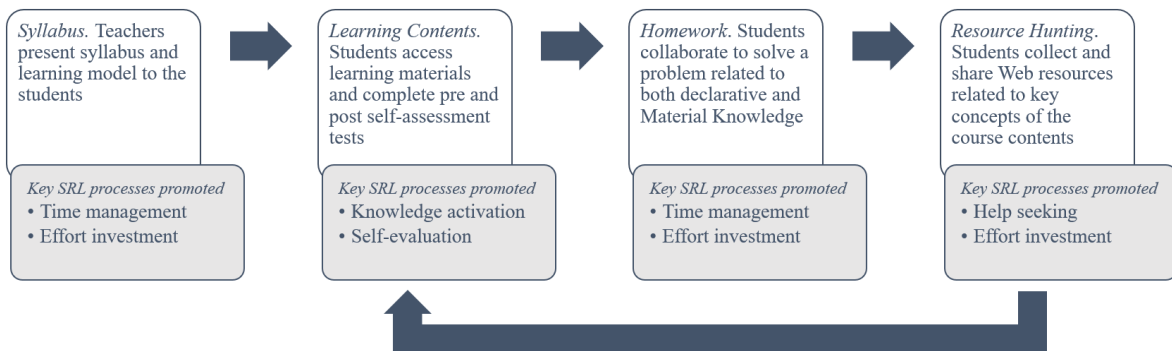 Syllabus. Teachers
present syllabus and
learning model to the
students
Key SRL processes promoted
• Time management
• Effort investment
Learning Contents.
Students access
learning materials
and complete pre and
post self-assessment
tests
Key SRL processes promoted
• Knowledge activation
• Self-evaluation
Homework. Students
collaborate to solve a
problem related to
both declarative and
Material Knowledge
Key SRL processes promoted
• Time management
• Effort investment
Resource Hunting.
Students collect and
share Web resources
related to key
concepts of the
course contents
Key SRL processes promoted
• Help seeking
• Effort investment